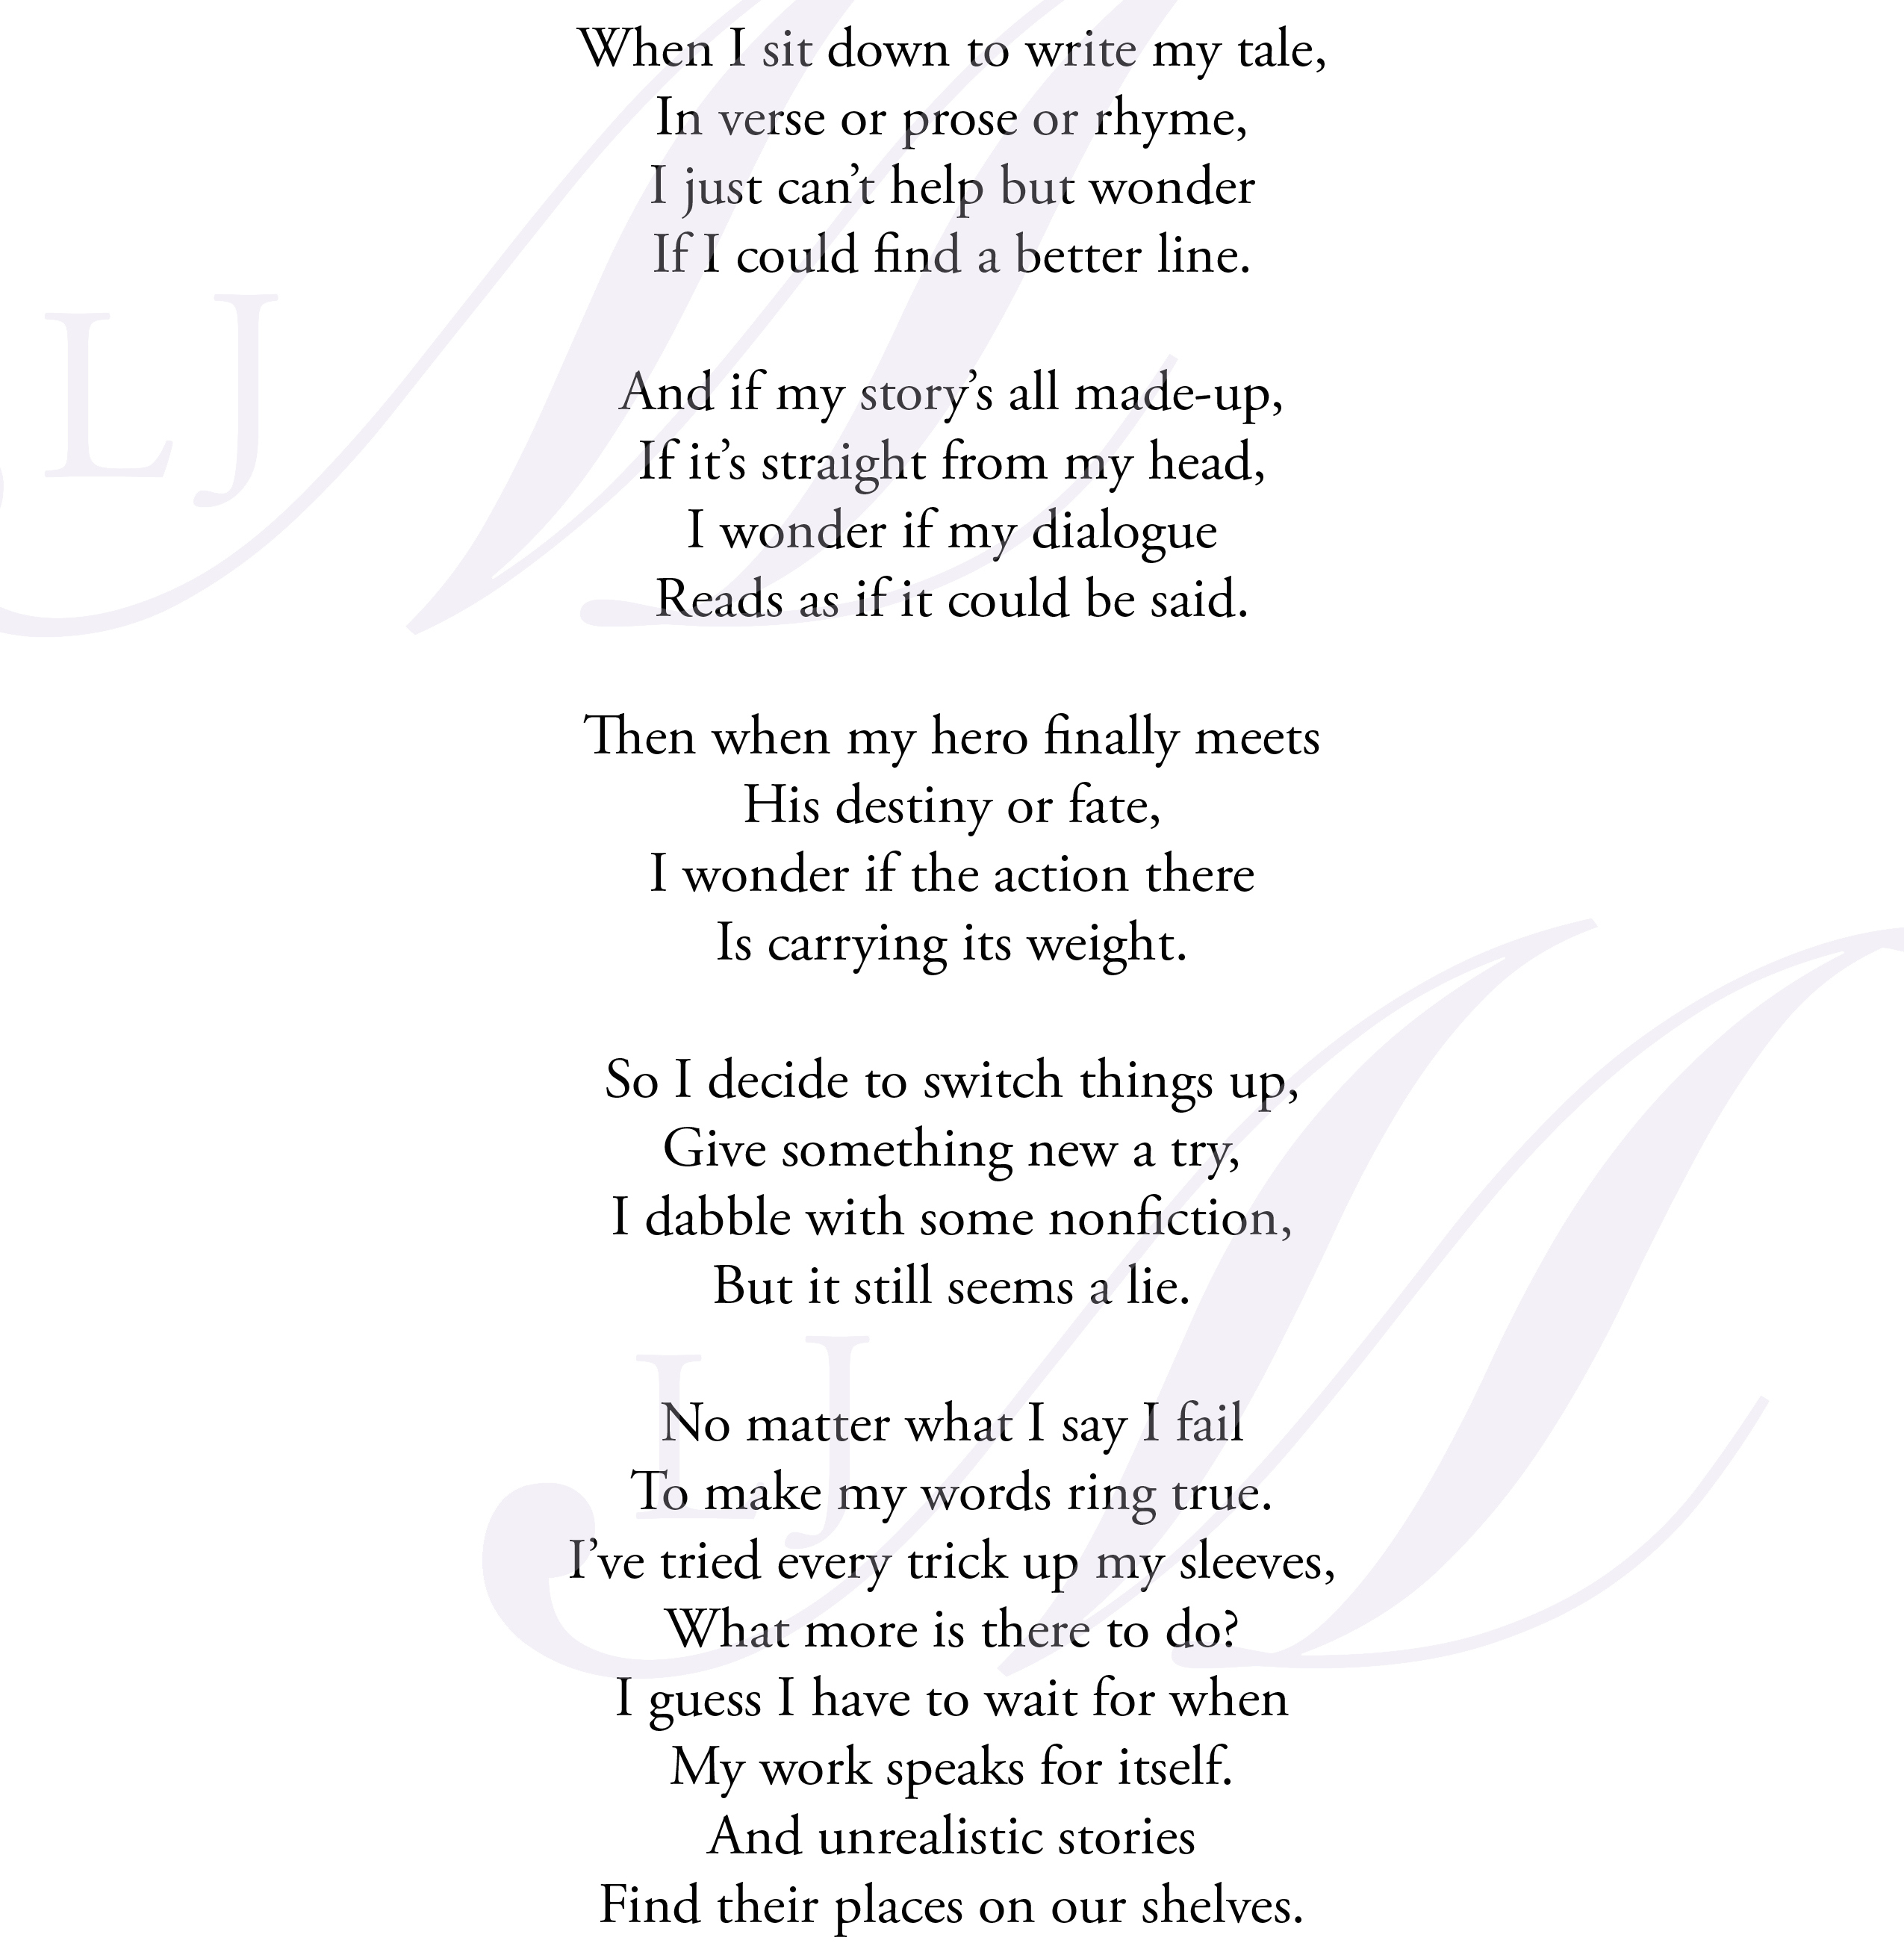 When I sit down to write my tale,
In verse or prose or rhyme,
I just can’t help but wonder
If I could find a better line.
And if my story’s all made-up,
If it’s straight from my head,
I wonder if my dialogue
Reads as if it could be said.
Then when my hero finally meets
His destiny or fate,
I wonder if the action there
Is carrying its weight.
So I decide to switch things up,
Give something new a try,
I dabble with some nonfiction,
But it still seems a lie.
No matter what I say I fail
To make my words ring true.
I’ve tried every trick up my sleeves,
What more is there to do?
I guess I have to wait for when
My work speaks for itself.
And unrealistic stories
Find their places on our shelves.
LJM
LJM